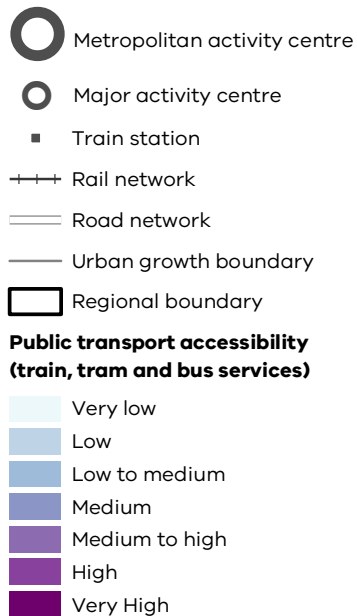 Metropolitan activity centre
Major activity centre
Train station
Rail network
Road network
Urban growth boundary
Regional boundary
Public transport accessibility
(train, tram and bus services)
Very low
Low
Low to medium
Medium
Medium to high
High
Very High